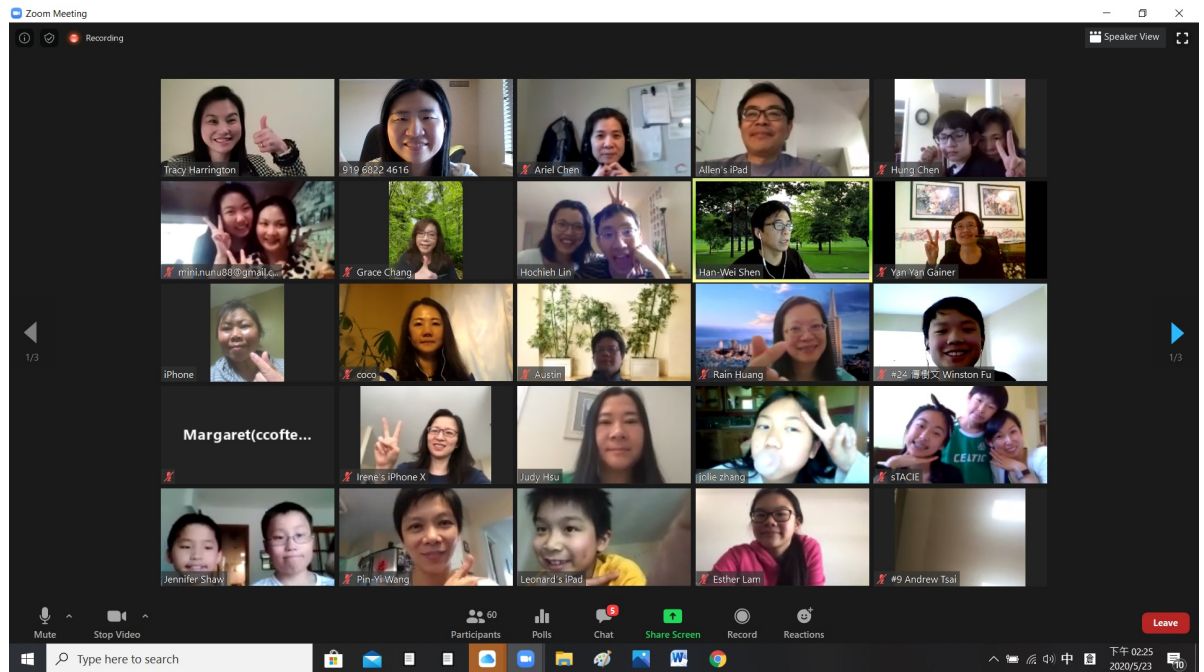 Zoom Meeting
Recording
Speaker View
Tracy Harrington
919 6822 4616
Ariel Chen
Allen's iPad
Hung Chen
mini.nunu88@gmail.c...
Grace Chang
Hochieh Lin
Han-Wei Shen
Yan Yan Gainer
iPhone
coco
Austin
Rain Huang
#24 Winston Fu
1/3
1/3
Margaret(ccofte...
Irene's iPhone X
Judy Hsu
jolie zhang
CELTIC
sTACIE
Jennifer Shaw
Pin-Yi Wang
Leonard's iPad
Esther Lam
#9 Andrew Tsai
60
5
Mute
Stop Video
Participants
Polls
Chat
Share Screen
Record
Reactions
Leave
Type here to search
W
中
下午 02:25
2020/5/23
10